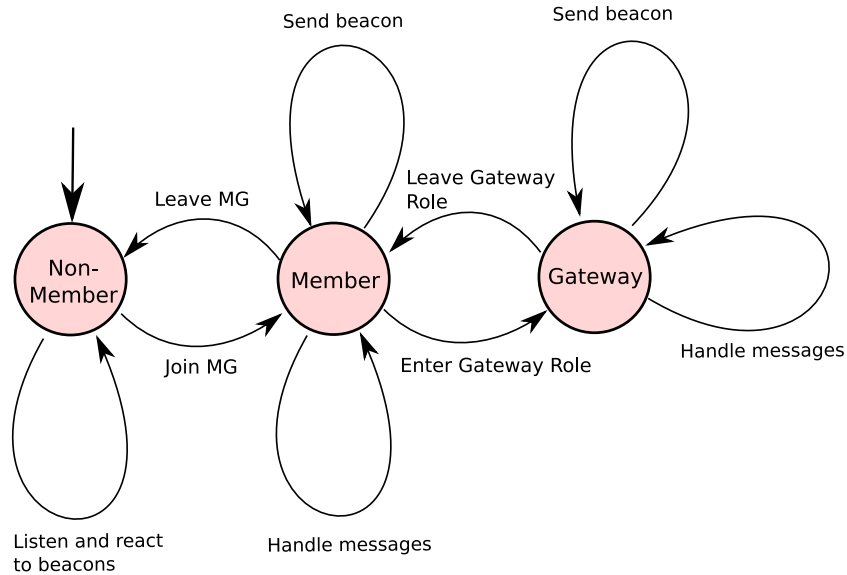 Send beacon
Send beacon
Leave MG
Leave Gateway
Role
Non-
Member
Member
Gateway
Join MG
Enter Gateway Role
Handle messages
Listen and react
to beacons
Handle messages